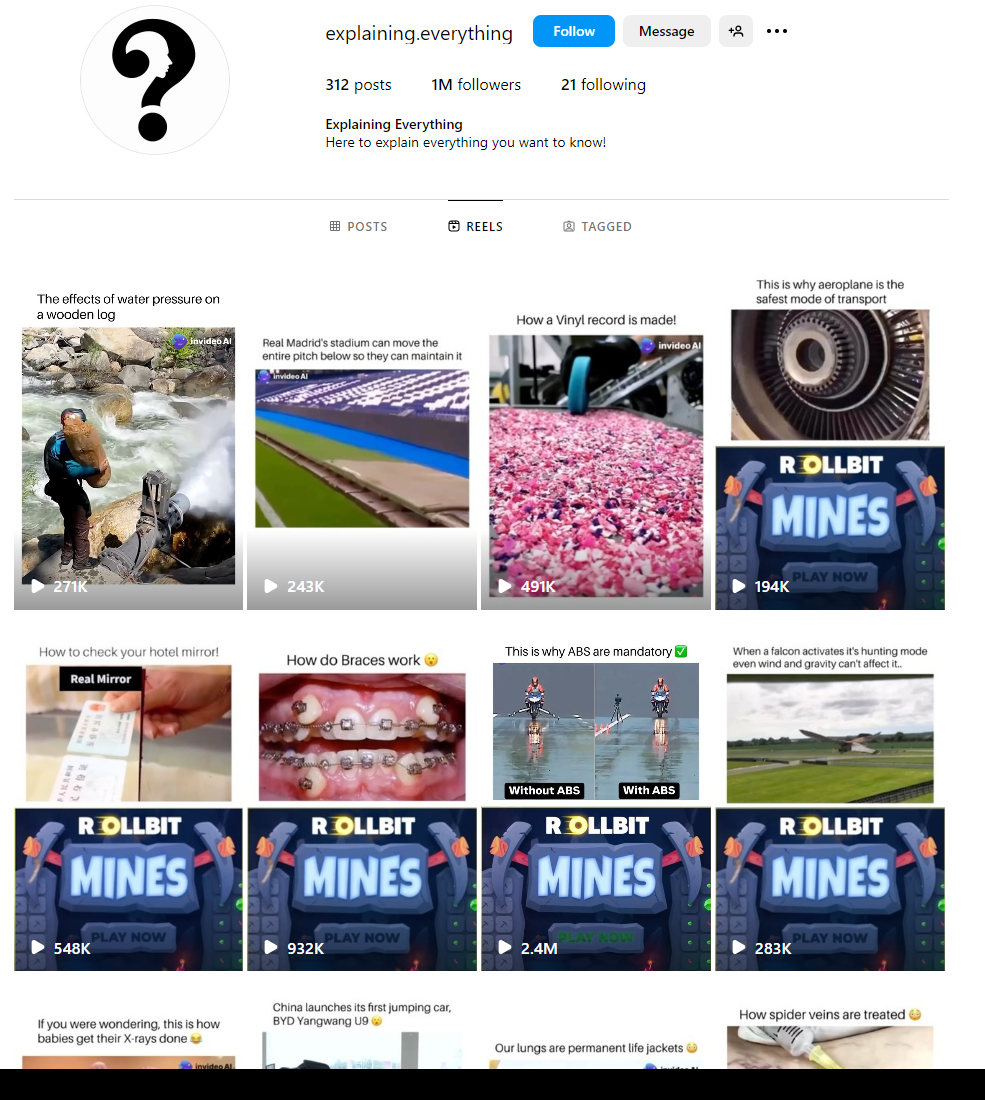 explaining.everything
Follow
Message
312 posts
1M followers
21 following
Explaining Everything
Here to explain everything you want to know!
POSTS
REELS
TAGGED
The effects of water pressure on
a wooden log
invideo AI
271K
Real Madrid's stadium can move the
entire pitch below so they can maintain it
invideo AI
243K
How a Vinyl record is made!
invideo AI
491K
This is why aeroplane is the
safest mode of transport
ROLLBIT
MINES
PLAY NOW
194K
How to check your hotel mirror!
Real Mirror
ROLLBIT
MINES
PLAY NOW
548K
How do Braces work 😮
ROLLBIT
MINES
PLAY NOW
932K
This is why ABS are mandatory ✅
Without ABS
With ABS
ROLLBIT
MINES
PLAY NOW
2.4M
When a falcon activates it's hunting mode
even wind and gravity can't affect it..
ROLLBIT
MINES
PLAY NOW
283K
If you were wondering, this is how
babies get their X-rays done 😂
invideo AI
China launches its first jumping car,
BYD Yangwang U9 😮
Our lungs are permanent life jackets 😳
invideo AI
How spider veins are treated 😳